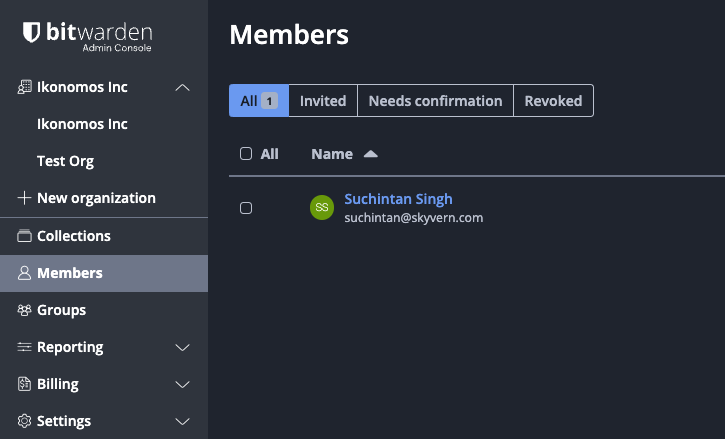 bitwarden
Admin Console
Ikonomos Inc
Ikonomos Inc
Test Org
New organization
Collections
Members
Groups
Reporting
Billing
Settings
Members
All 1 Invited Needs confirmation Revoked
All Name
SS
Suchintan Singh
suchintan@skyvern.com